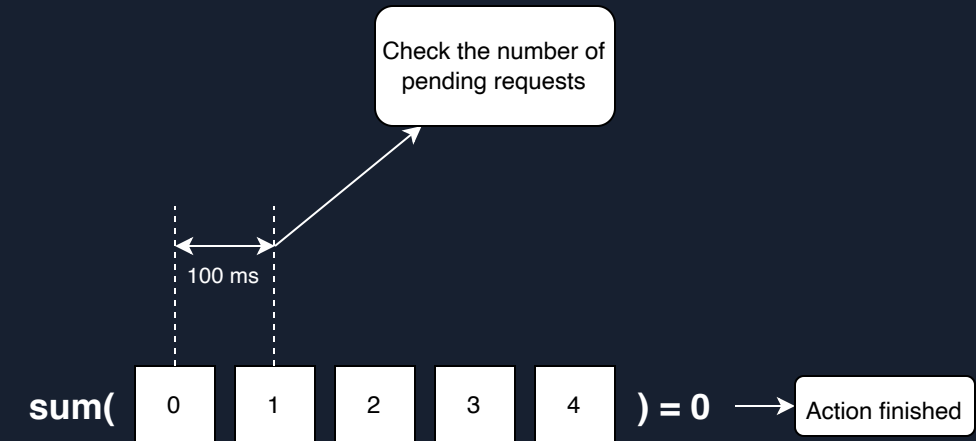 Check the number of
pending requests
100 ms
sum( 0 1 2 3 4 ) = 0 Action finished